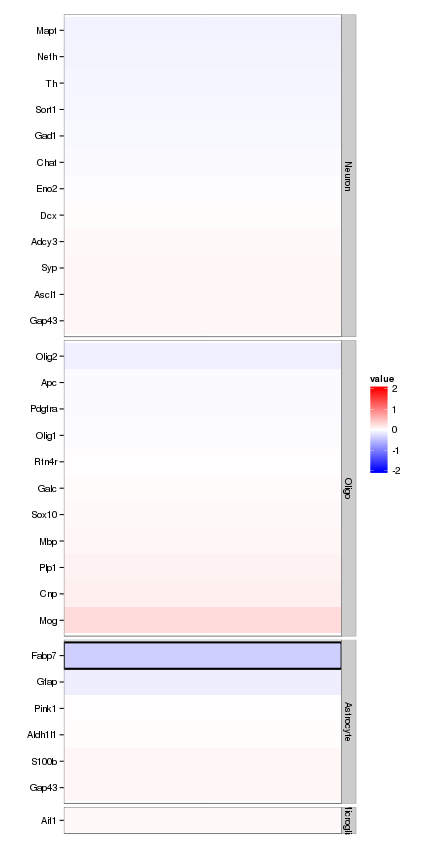 Mapt
Nefh
Th
Sort1
Gad1
Chat
Eno2
Dcx
Adcy3
Syp
Ascl1
Gap43
Neuron
Olig2
Apc
Pdgfra
Olig1
Rtn4r
Galc
Sox10
Mbp
Plp1
Cnp
Mog
Oligo
Fabp7
Gfap
Pink1
Aldh1l1
S100b
Gap43
Astrocyte
Aif1
value
2
1
0
-1
-2